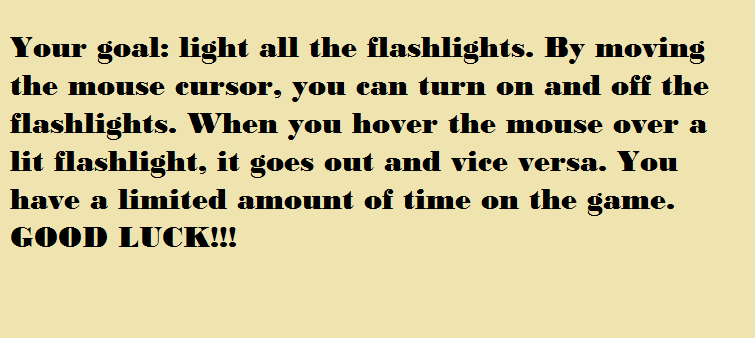 Your goal: light all the flashlights. By moving
the mouse cursor, you can turn on and off the
flashlights. When you hover the mouse over a
lit flashlight, it goes out and vice versa. You
have a limited amount of time on the game.
GOOD LUCK!!!